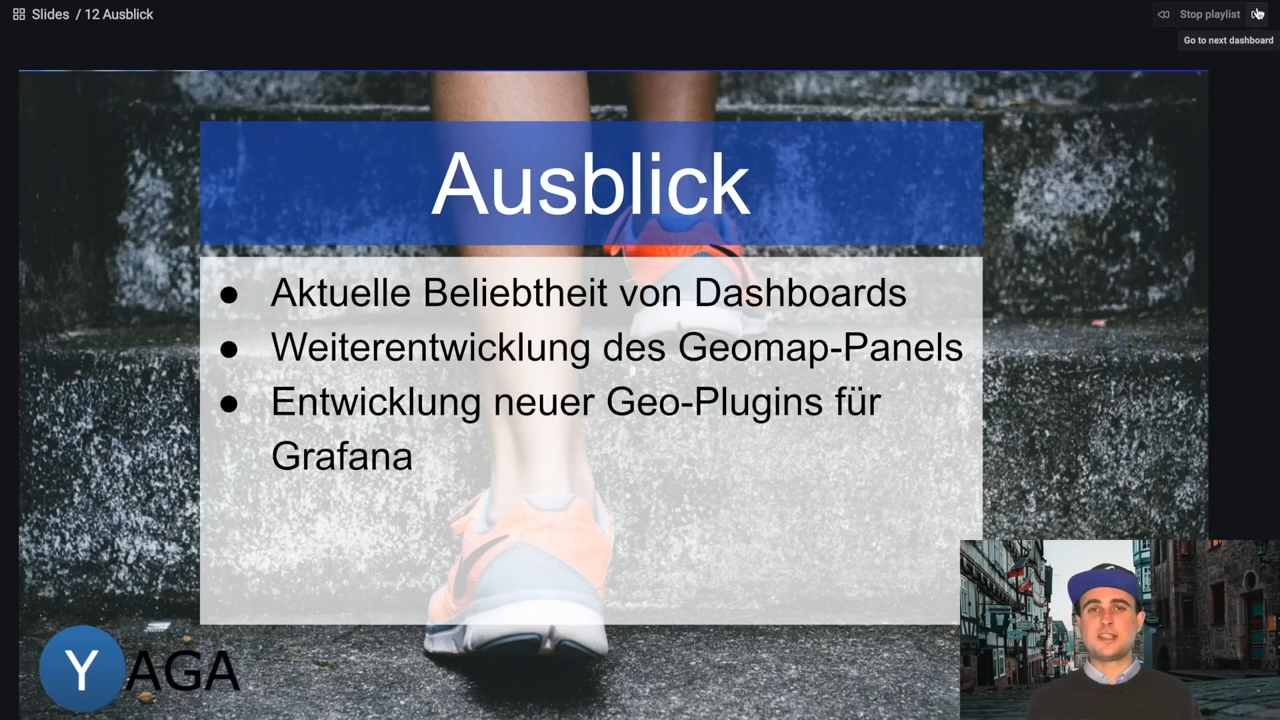 Slides / 12 Ausblick
Stop playlist
Go to next dashboard
Ausblick
● Aktuelle Beliebtheit von Dashboards
● Weiterentwicklung des Geomap-Panels
● Entwicklung neuer Geo-Plugins für
Grafana
YAGA